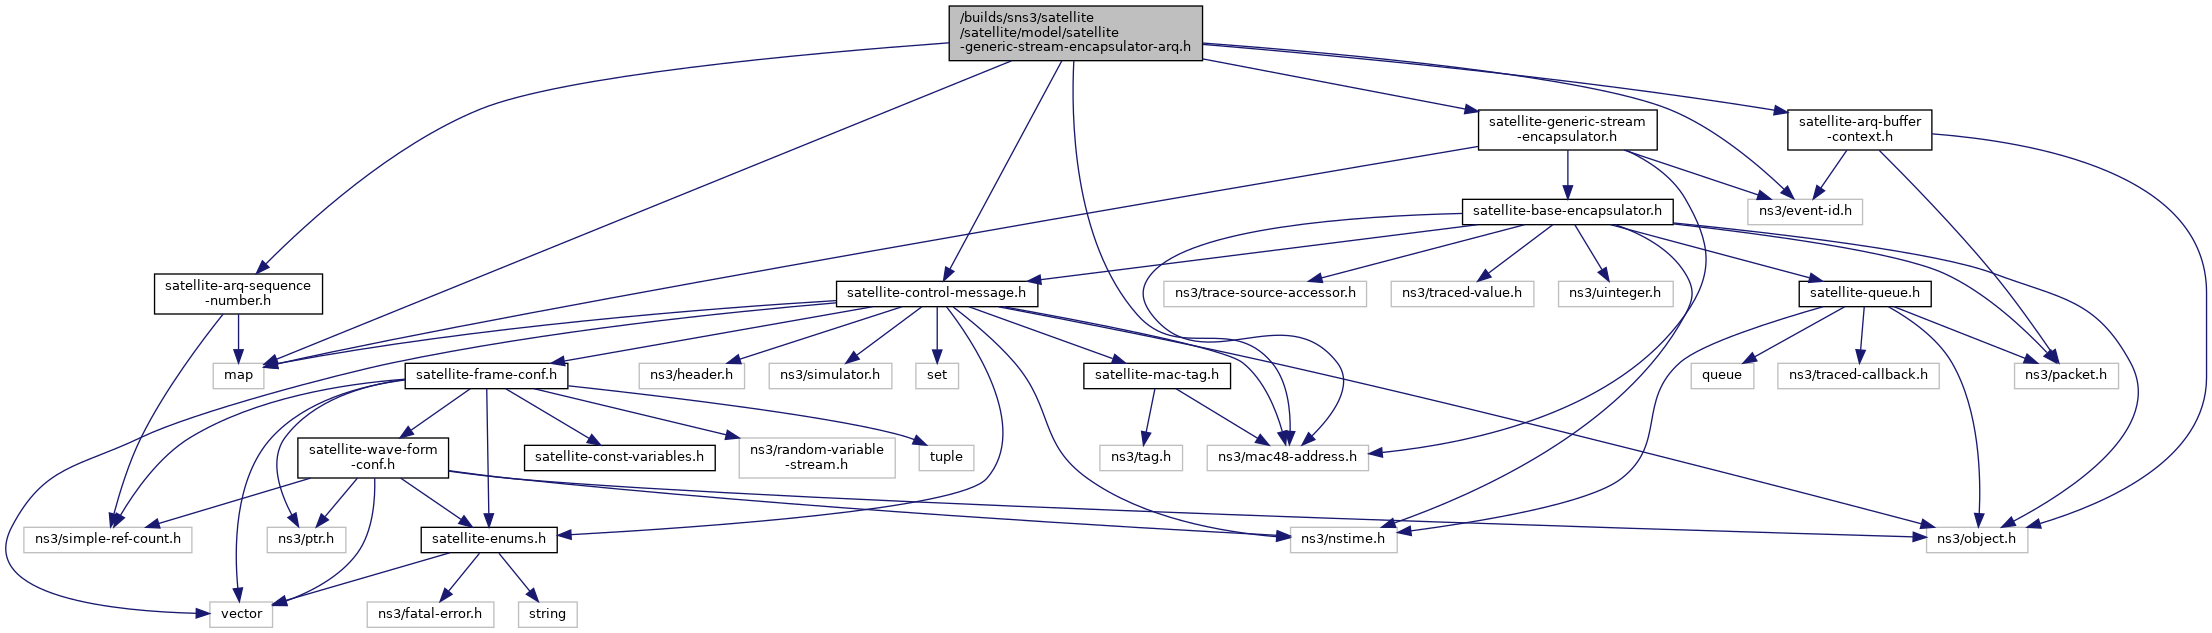 /builds/sns3/satellite
/satellite/model/satellite
-generic-stream-encapsulator-arq.h
satellite-generic-stream
-encapsulator.h
satellite-arq-buffer
-context.h
satellite-base-encapsulator.h
ns3/event-id.h
satellite-arq-sequence
-number.h
satellite-control-message.h
ns3/trace-source-accessor.h
ns3/traced-value.h
ns3/uinteger.h
satellite-queue.h
map
satellite-frame-conf.h
ns3/header.h
ns3/simulator.h
set
satellite-mac-tag.h
queue
ns3/traced-callback.h
ns3/packet.h
satellite-wave-form
-conf.h
satellite-const-variables.h
ns3/random-variable
-stream.h
tuple
ns3/tag.h
ns3/mac48-address.h
ns3/simple-ref-count.h
ns3/ptr.h
satellite-enums.h
ns3/nstime.h
ns3/object.h
vector
ns3/fatal-error.h
string